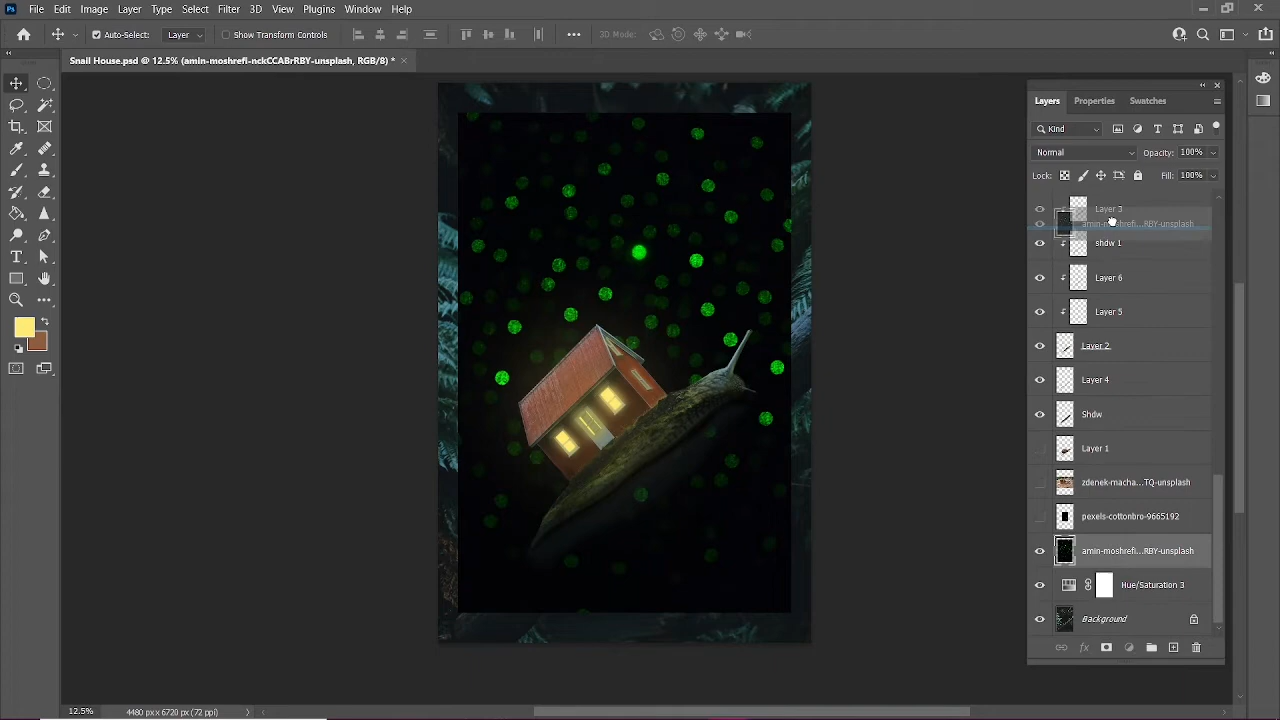 File Edit Image Layer Type Select Filter 3D View Plugins Window Help
Auto-Select: Layer Show Transform Controls 3D Mode:
Snail House.psd @ 12.5% (amin-moshrefi-nckCCABrRBY-unsplash, RGB/8) *
Layers Properties Swatches
Kind
Normal Opacity: 100%
Lock: Fill: 100%
Layer 3
amin-moshrefi...RBY-unsplash
shdw 1
Layer 6
Layer 5
Layer 2
Layer 4
Shdw
Layer 1
zdenek-macha...TQ-unsplash
pexels-cottonbro-9665192
amin-moshrefi...RBY-unsplash
Hue/Saturation 3
Background
12.5% 4480 px x 6720 px (72 ppi)